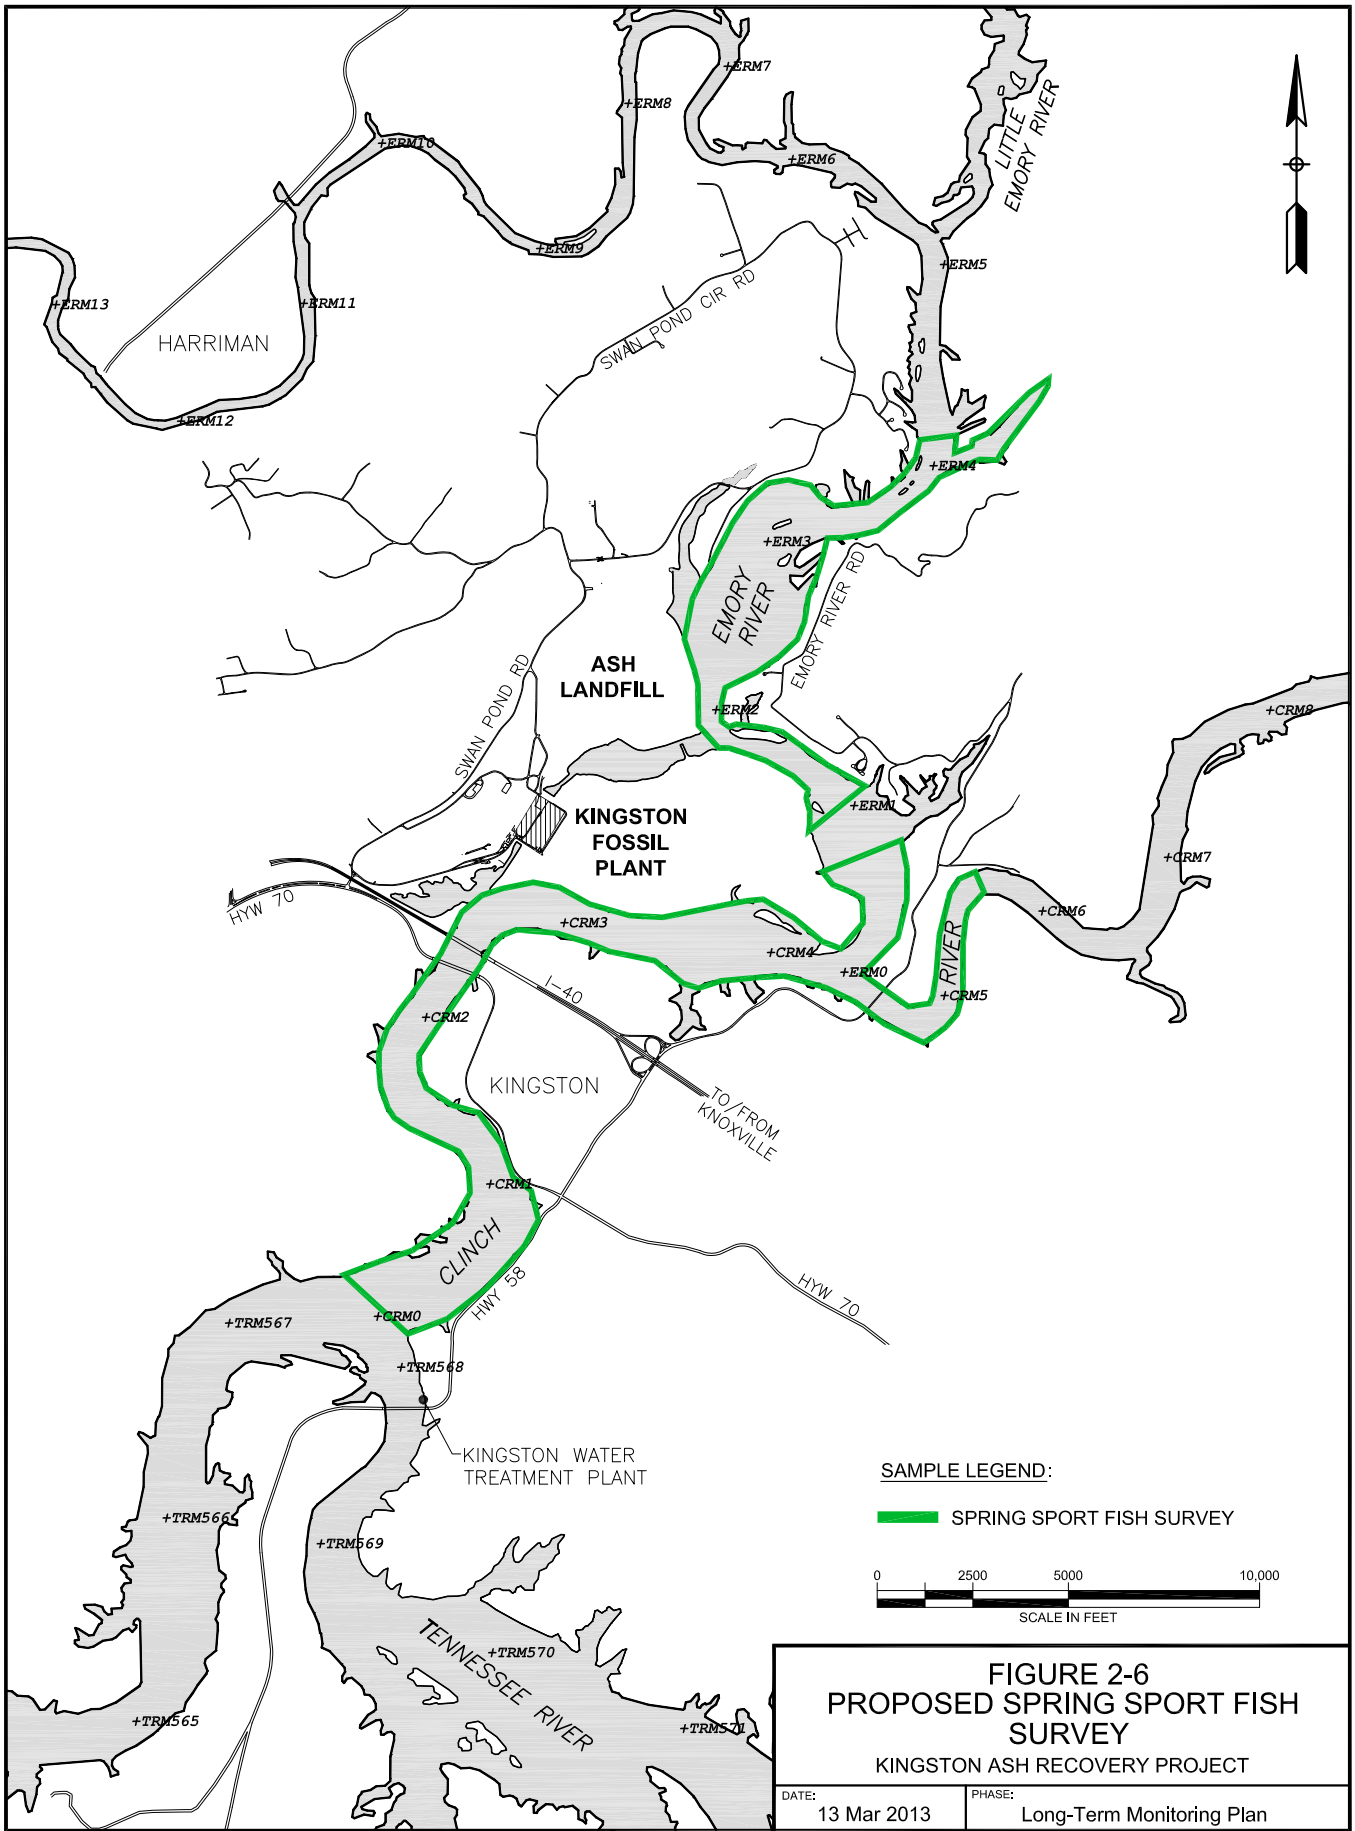 +ERM7
+ERM8
+ERM10
+ERM6
LITTLE
EMORY RIVER
+ERM9
+ERM5
+ERM13
+ERM11
HARRIMAN
SWAN POND CIR RD
+ERM12
+ERM4
+ERM3
EMORY
RIVER
EMORY RIVER RD
ASH
LANDFILL
SWAN POND RD
+ERM2
+CRM8
+ERM1
KINGSTON
FOSSIL
PLANT
+CRM7
HYW 70
+CRM3
+CRM6
+CRM4
RIVER
+ERM0
+CRM5
I-40
+CRM2
KINGSTON
TO/FROM
KNOXVILLE
+CRM1
CLINCH
HWY 58
HYW 70
+CRM0
+TRM567
+TRM568
KINGSTON WATER
TREATMENT PLANT
+TRM566
+TRM569
TENNESSEE RIVER
+TRM570
+TRM565
+TRM571
SAMPLE LEGEND:
SPRING SPORT FISH SURVEY
0 2500 5000 10,000
SCALE IN FEET
FIGURE 2-6
PROPOSED SPRING SPORT FISH
SURVEY
KINGSTON ASH RECOVERY PROJECT
DATE:
13 Mar 2013
PHASE:
Long-Term Monitoring Plan